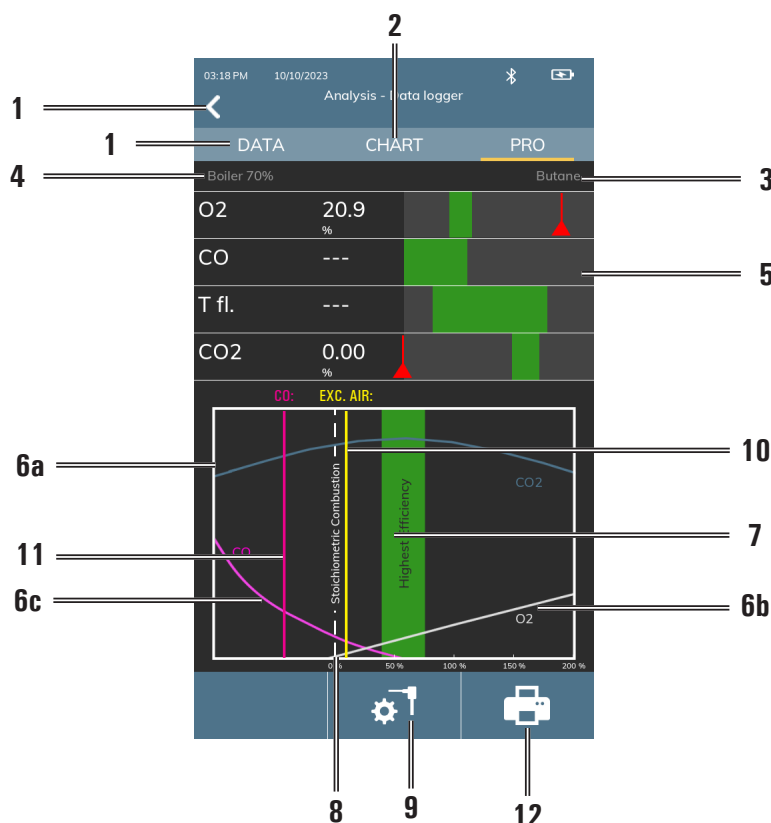 2
03:18 PM 10/10/2023
Analysis - Data logger
1
1 DATA CHART PRO
4 Boiler 70% Butane 3
O2 20.9
%
CO --- 5
T fl. ---
CO2 0.00
%
CO: EXC. AIR:
6a 10
CO2
Stoichiometric Combustion
Highest Efficiency
7
11 CO
6c 6b
O2
0% 50 % 100 % 150 % 200 %
8 9 12